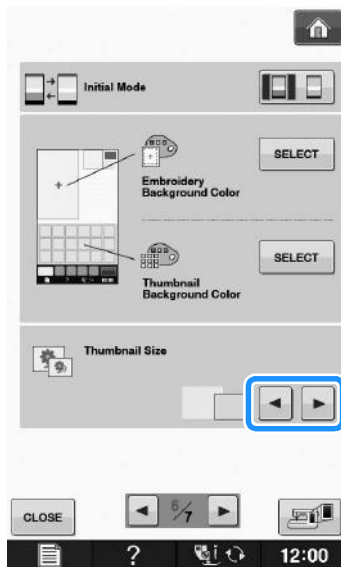 Initial Mode
SELECT
Embroidery
Background Color
SELECT
Thumbnail
Background Color
Thumbnail Size
CLOSE
6/7
?
i
12:00